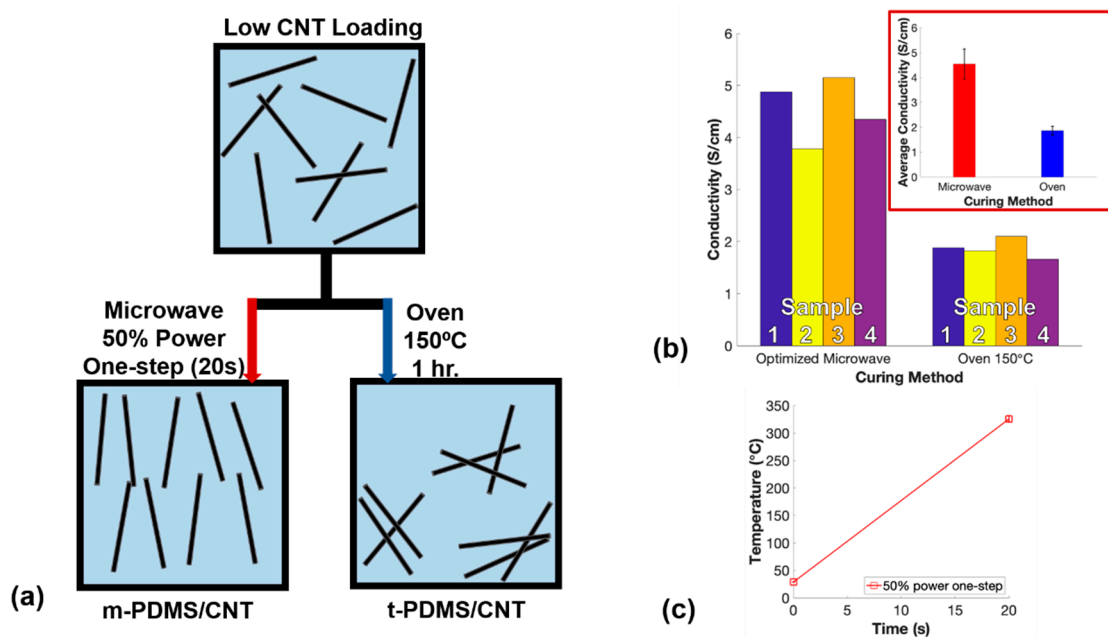 Low CNT Loading
Microwave
50% Power
One-step (20s)
Oven
150ºC
1 hr.
(a)
m-PDMS/CNT
t-PDMS/CNT
(b)
Conductivity (S/cm)
6
5
4
3
2
1
0
Sample
1 2 3 4
Sample
1 2 3 4
Optimized Microwave
Oven 150°C
Curing Method
Average Conductivity (S/cm)
6
5
4
3
2
1
0
Microwave
Oven
Curing Method
(c)
Temperature (°C)
350
300
250
200
150
100
50
0
50% power one-step
0 5 10 15 20
Time (s)